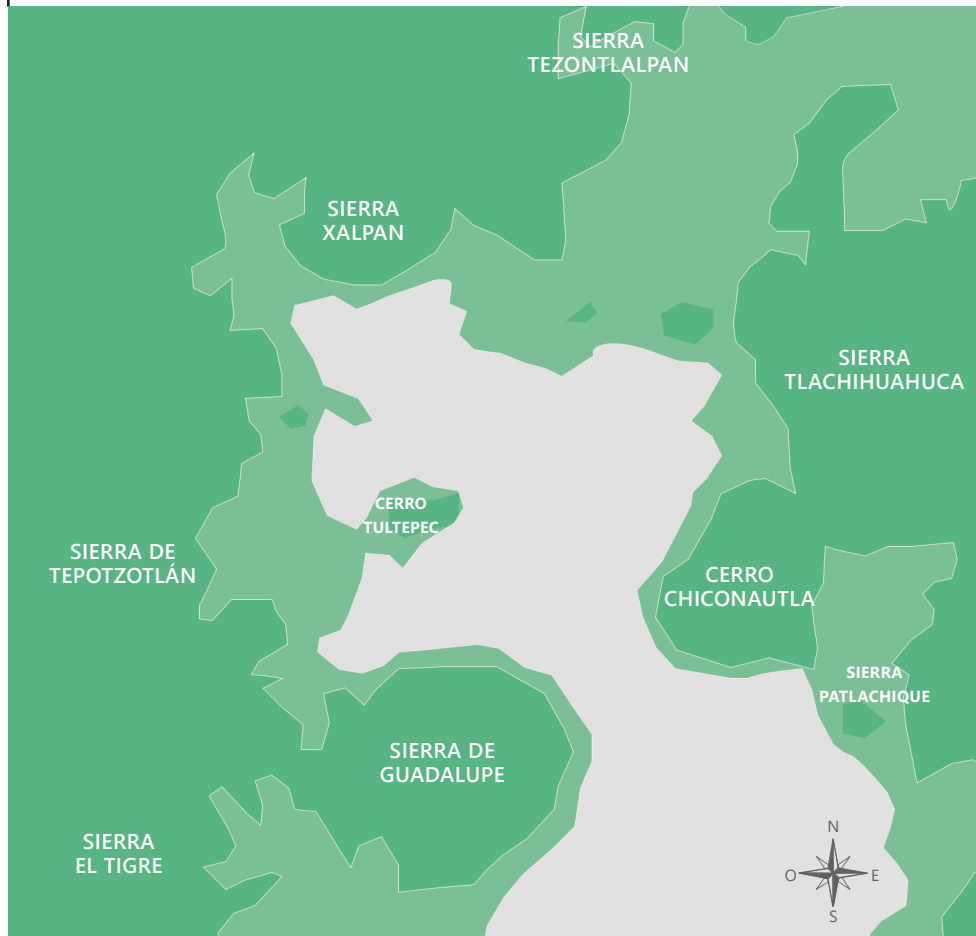 SIERRA
TEZONTLALPAN
SIERRA
XALPAN
SIERRA
TLACHIHUAHUCA
CERRO
TULTEPEC
SIERRA DE
TEPOTZOTLÁN
CERRO
CHICONAUTLA
SIERRA
PATLACHIQUE
SIERRA DE
GUADALUPE
SIERRA
EL TIGRE
N
O
E
S